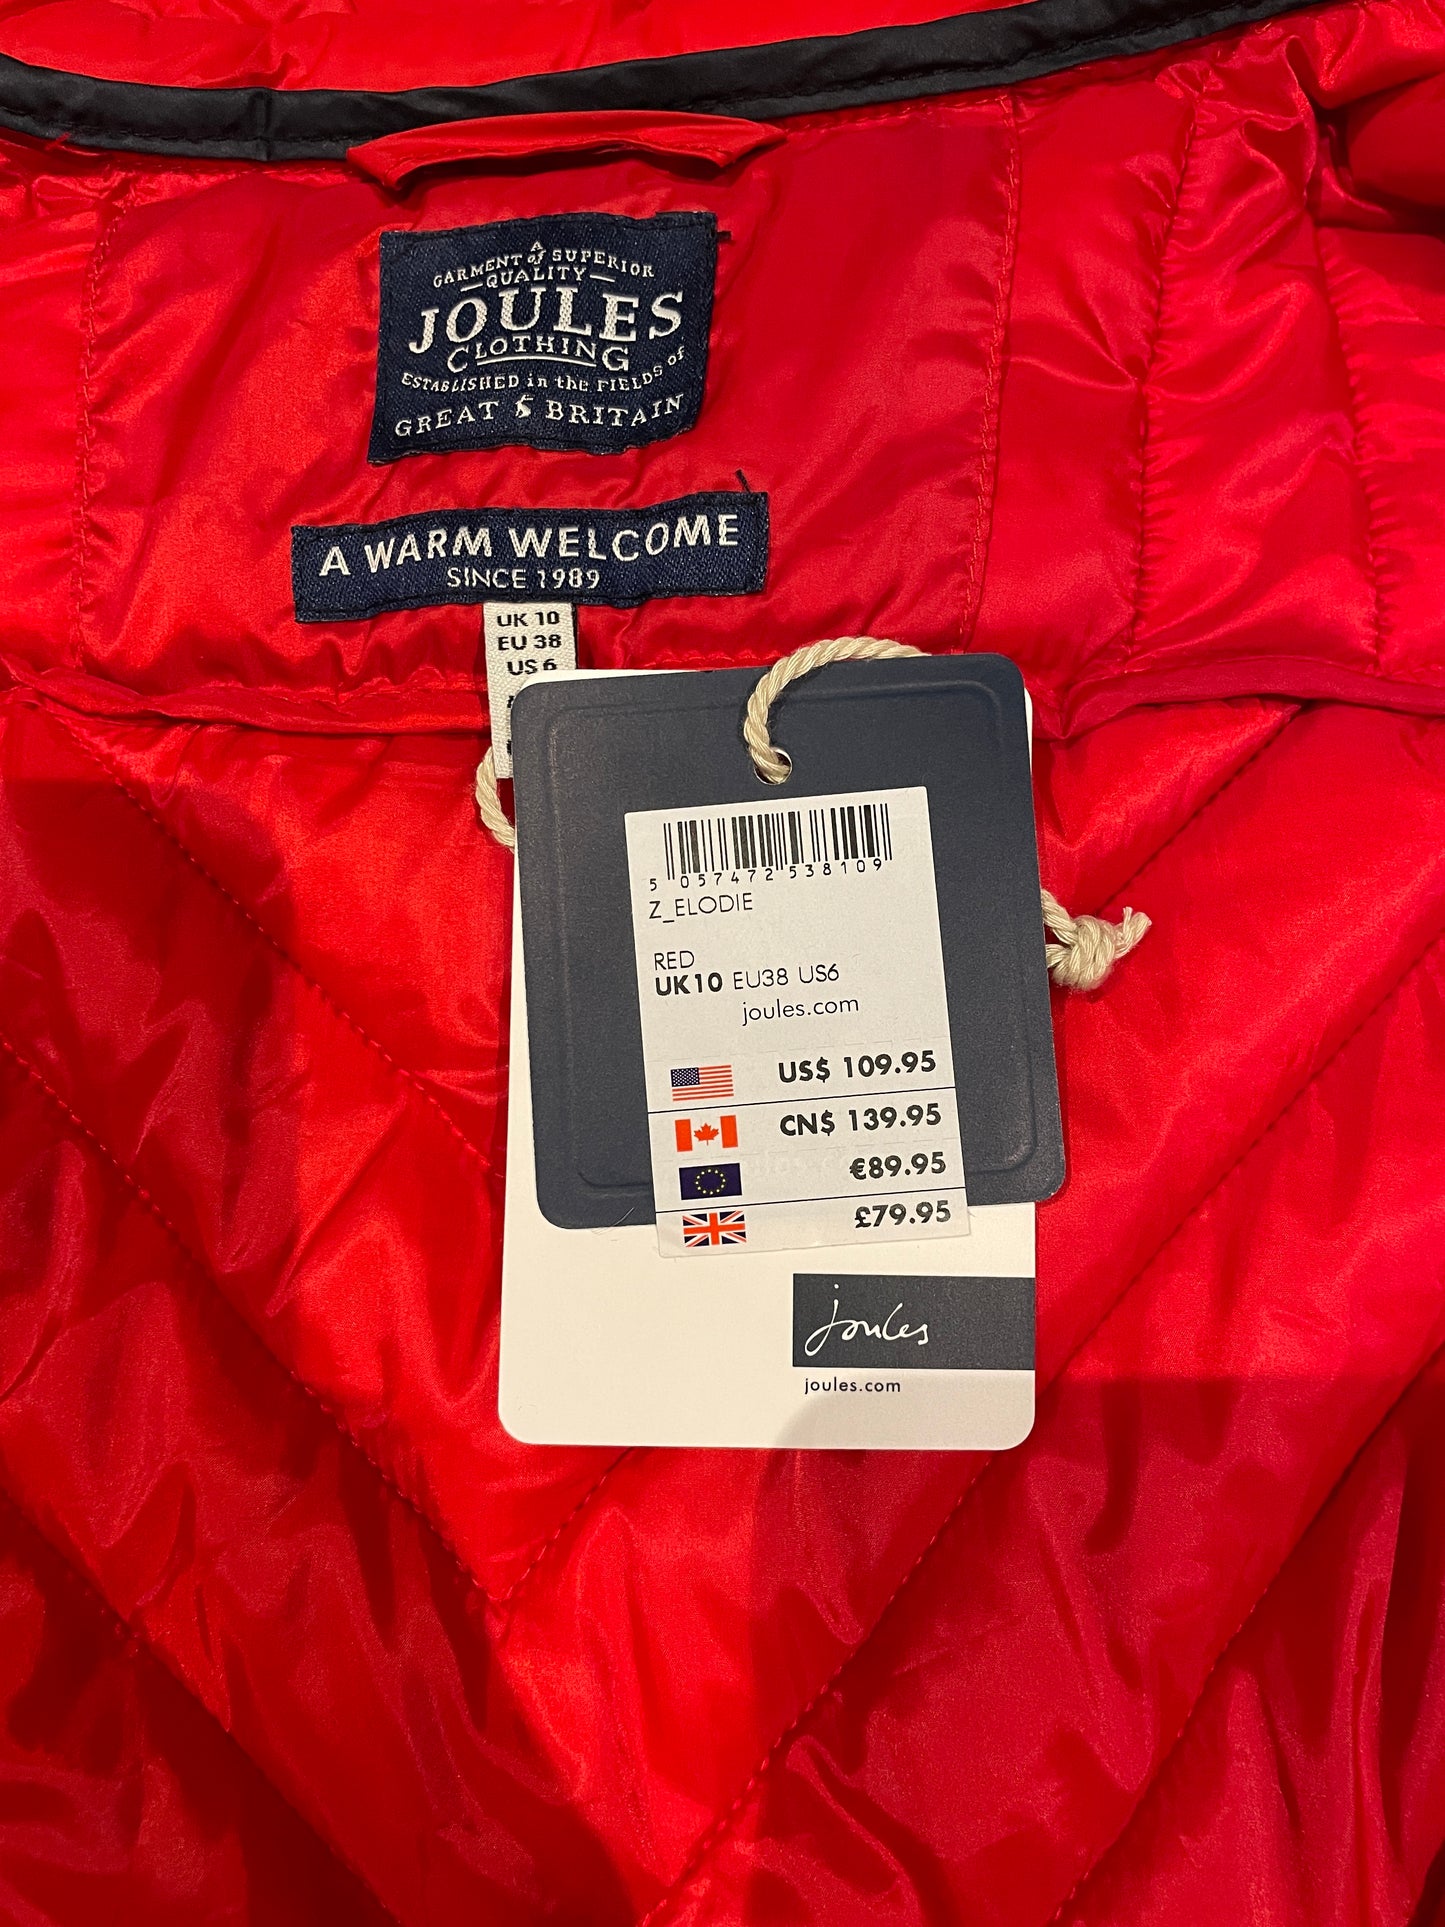 A
GARMENT of SUPERIOR
QUALITY
JOULES
CLOTHING
ESTABLISHED in the FIELDS OF
GREAT BRITAIN
A WARM WELCOME
SINCE 1989
UK 10
EU 38
US 6
5 057472 538109
Z_ELODIE
RED
UK10 EU38 US6
joules.com
US$ 109.95
CN$ 139.95
€89.95
£79.95
joules
joules.com